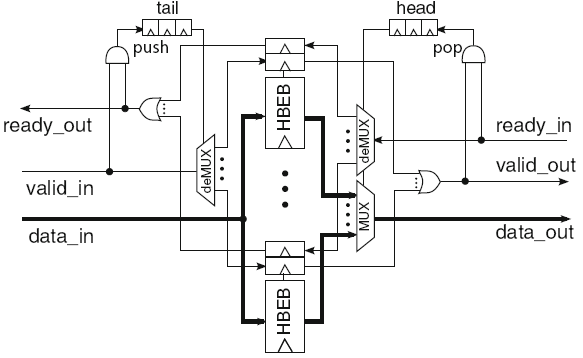 tail
head
push
pop
HBEB
ready_out
ready_in
deMUX
deMUX
valid_in
valid_out
MUX
data_in
data_out
HBEB